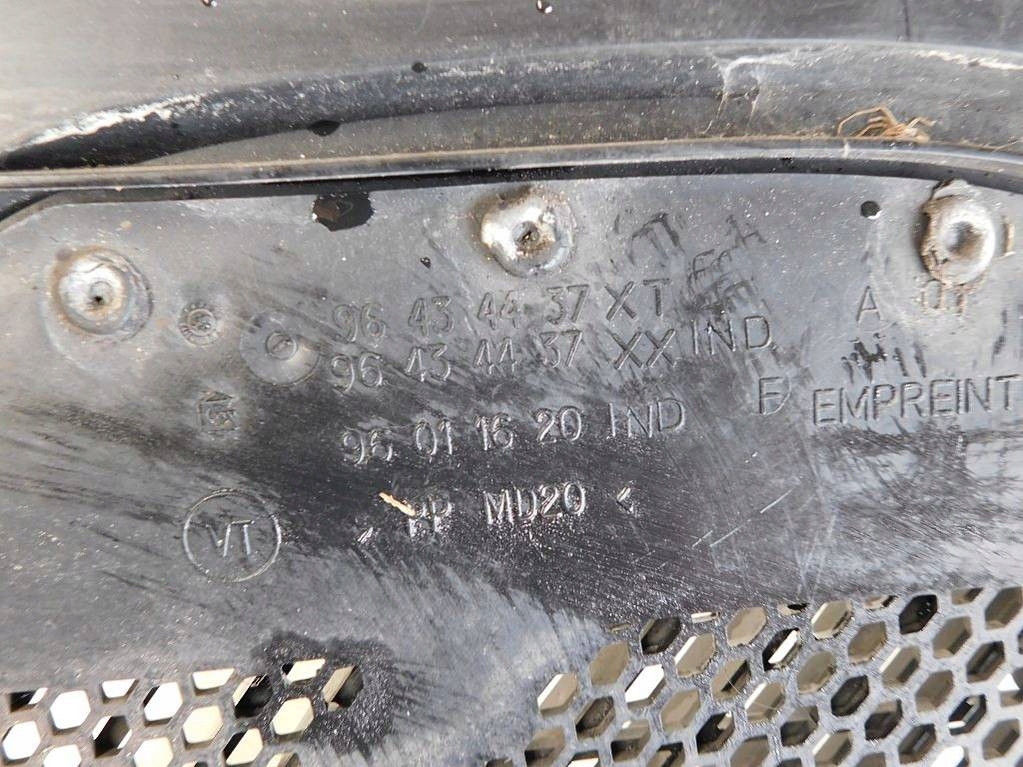 96 43 44 37 XT
96 43 44 37 XX IND
96 01 16 20 IND
> PP MD20 <
VT
A
EMPREINT